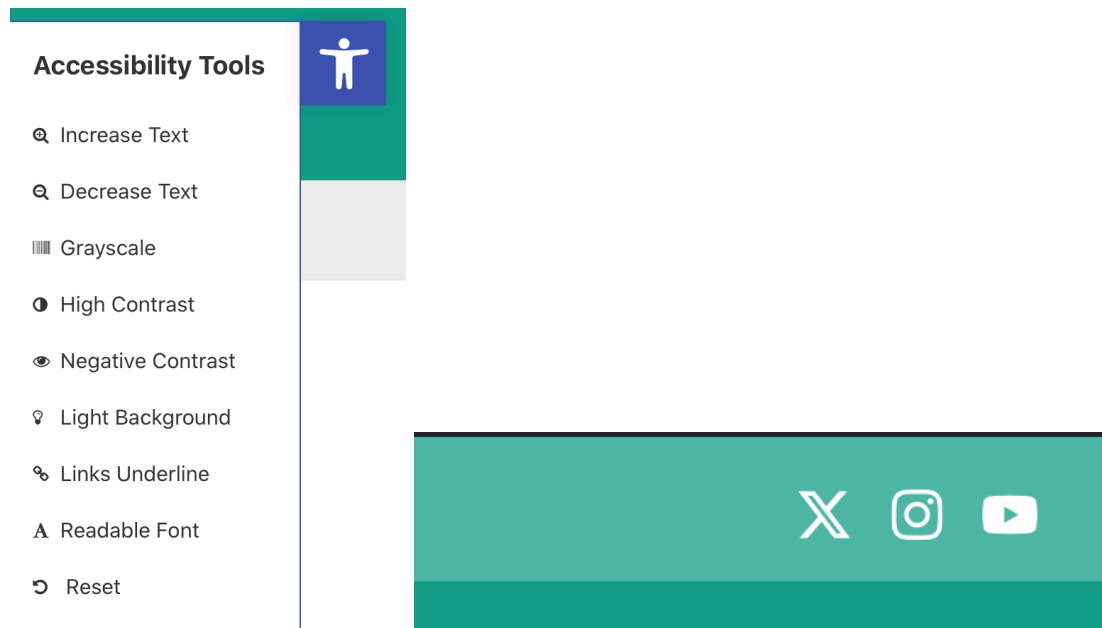 Accessibility Tools
Increase Text
Decrease Text
Grayscale
High Contrast
Negative Contrast
Light Background
Links Underline
Readable Font
Reset